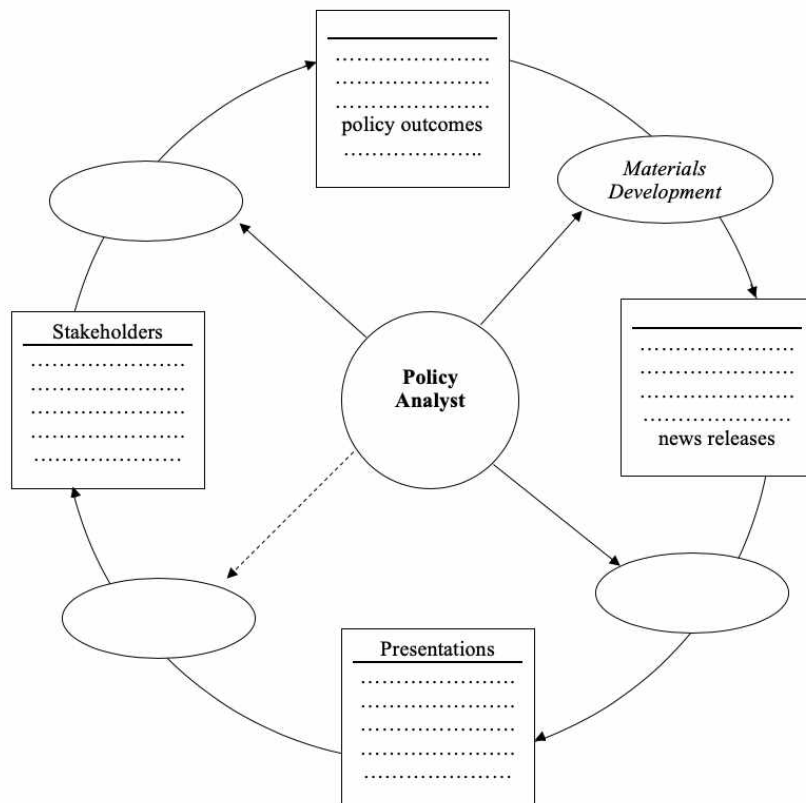 policy outcomes
Materials
Development
Stakeholders
Policy
Analyst
news releases
Presentations